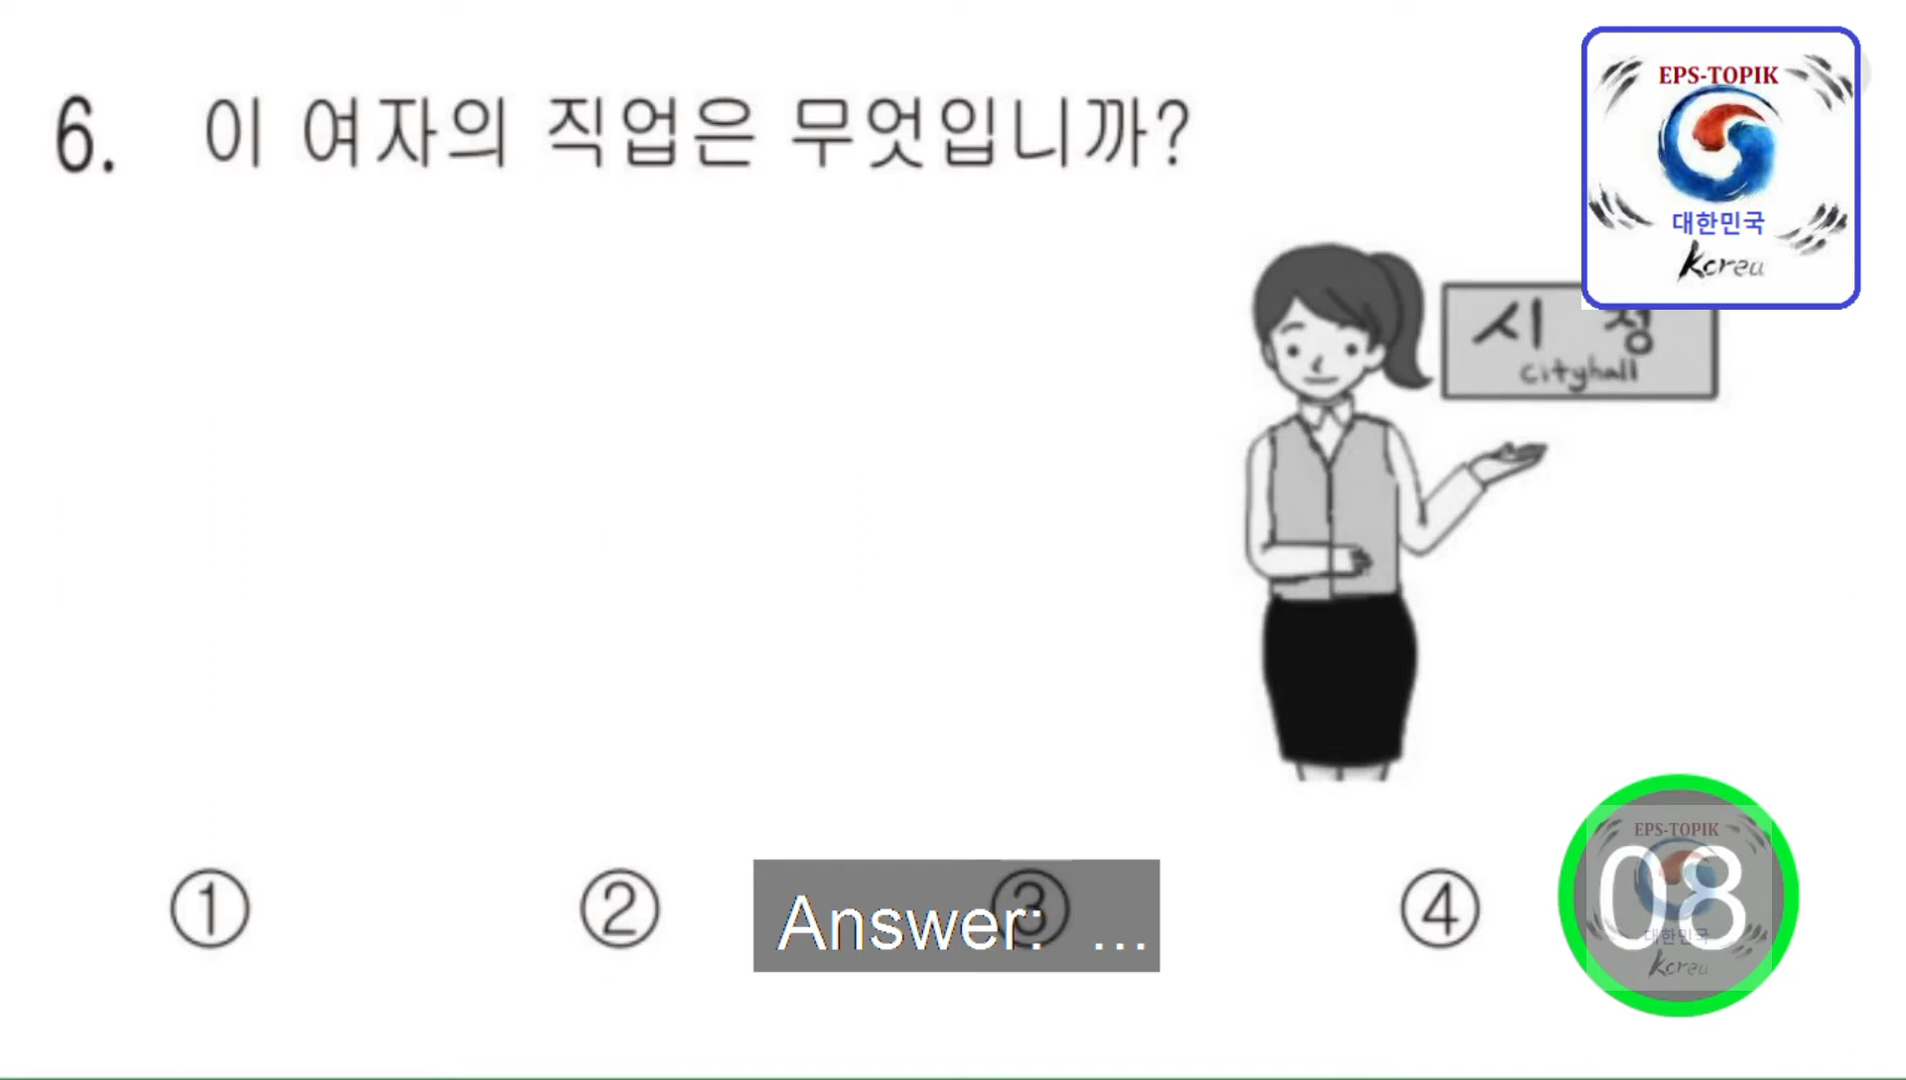 6. 이 여자의 직업은 무엇입니까?
EPS-TOPIK
대한민국
Korea
시 청
cityhall
① ② ③ ④
Answer: ...
EPS-TOPIK
08
대한민국
Korea